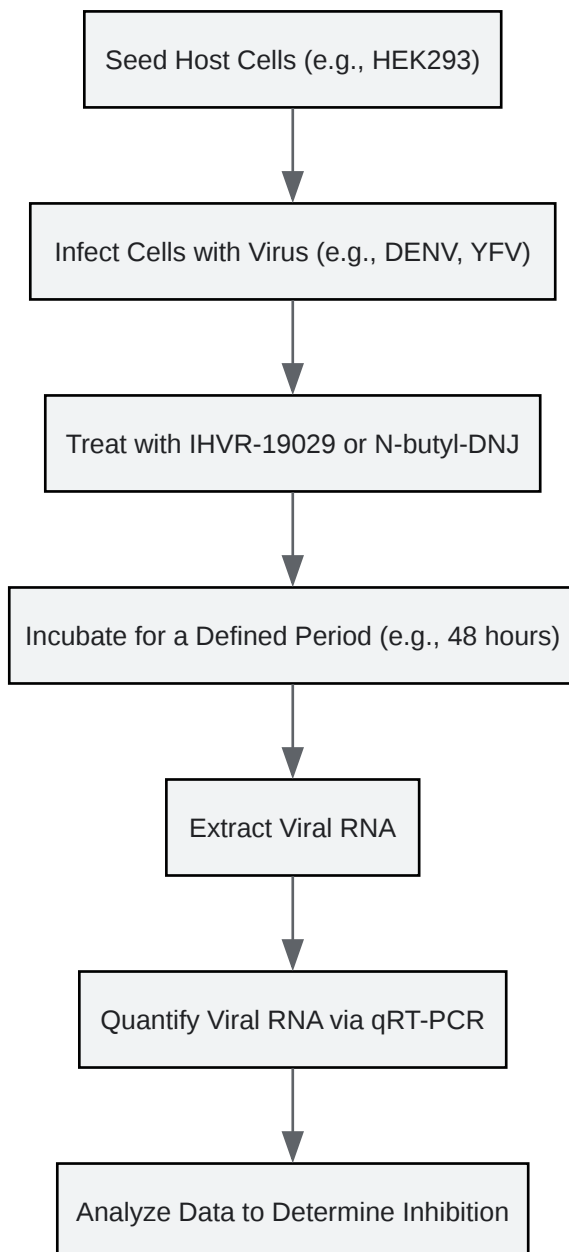 Seed Host Cells (e.g., HEK293)
Infect Cells with Virus (e.g., DENV, YFV)
Treat with IHVR-19029 or N-butyl-DNJ
Incubate for a Defined Period (e.g., 48 hours)
Extract Viral RNA
Quantify Viral RNA via qRT-PCR
Analyze Data to Determine Inhibition